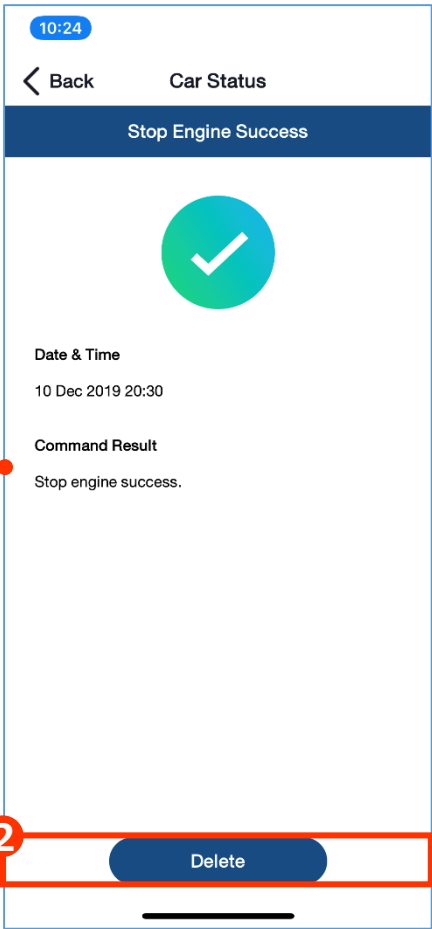 10:24
Back Car Status
Stop Engine Success
Date & Time
10 Dec 2019 20:30
Command Result
Stop engine success.
2
Delete